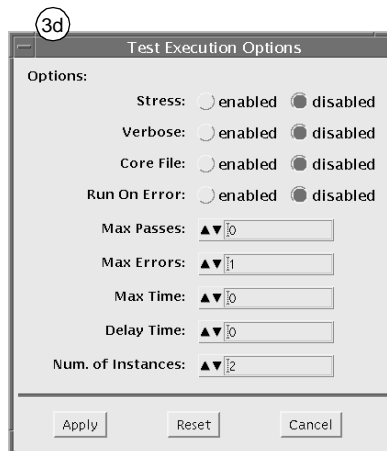 3d
Test Execution Options
Options:
Stress: enabled disabled
Verbose: enabled disabled
Core File: enabled disabled
Run On Error: enabled disabled
Max Passes: 0
Max Errors: 1
Max Time: 0
Delay Time: 0
Num. of Instances: 2
Apply Reset Cancel